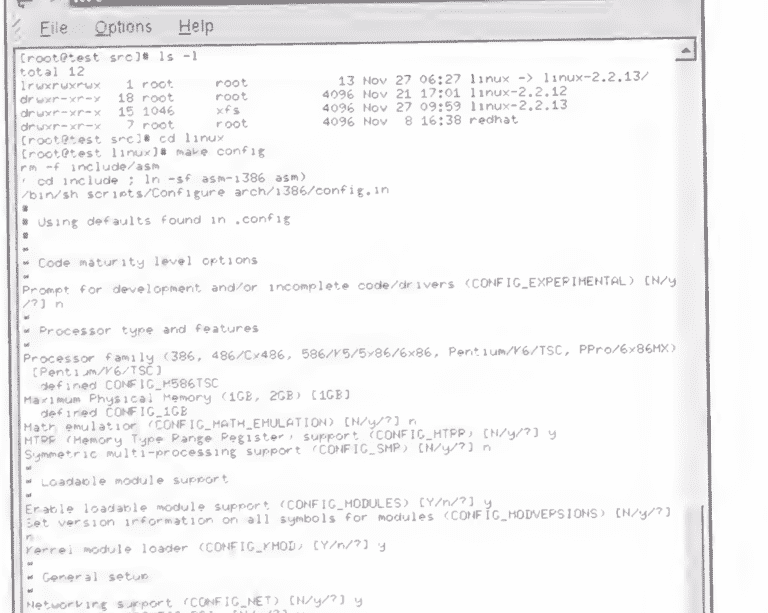 File Options Help
[root@test src]# ls -l
total 12
lrwxrwxrwx 1 root root 13 Nov 27 06:27 linux -> linux-2.2.13/
drwxr-xr-x 18 root root 4096 Nov 21 17:01 linux-2.2.12
drwxr-xr-x 15 1046 xfs 4096 Nov 27 09:59 linux-2.2.13
drwxr-xr-x 7 root root 4096 Nov 8 16:38 redhat
[root@test src]# cd linux
[root@test linux]# make config
rm -f include/asm
( cd include ; ln -sf asm-i386 asm)
/bin/sh scripts/Configure arch/i386/config.in
#
# Using defaults found in .config
#
#
# Code maturity level options
#
Prompt for development and/or incomplete code/drivers (CONFIG_EXPERIMENTAL) [N/y
/?] n
#
# Processor type and features
#
Processor family (386, 486/Cx486, 586/K5/5x86/6x86, Pentium/K6/TSC, PPro/6x86MX)
[Pentium/K6/TSC]
defined CONFIG_M586TSC
Maximum Physical Memory (1GB, 2GB) [1GB]
defined CONFIG_1GB
Math emulation (CONFIG_MATH_EMULATION) [N/y/?] n
MTRR (Memory Type Range Register) support (CONFIG_MTRR) [N/y/?] y
Symmetric multi-processing support (CONFIG_SMP) [N/y/?] n
#
# Loadable module support
#
Enable loadable module support (CONFIG_MODULES) [Y/n/?] y
Set version information on all symbols for modules (CONFIG_MODVERSIONS) [N/y/?]
n
Kernel module loader (CONFIG_KMOD) [Y/n/?] y
#
# General setup
#
Networking support (CONFIG_NET) [N/y/?] y